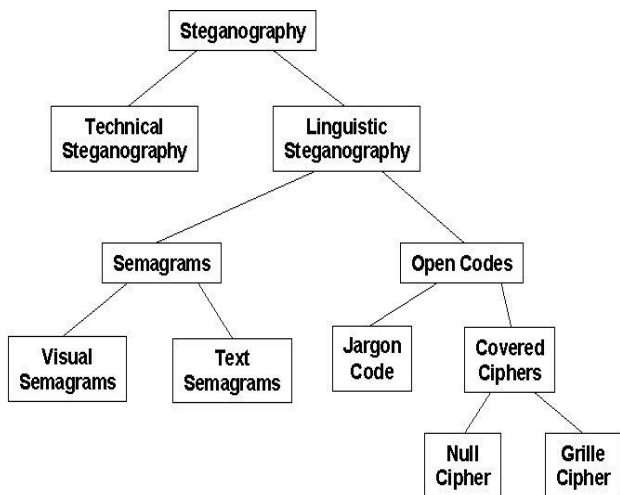 Steganography
Technical
Steganography
Linguistic
Steganography
Semagrams
Open Codes
Visual
Semagrams
Text
Semagrams
Jargon
Code
Covered
Ciphers
Null
Cipher
Grille
Cipher